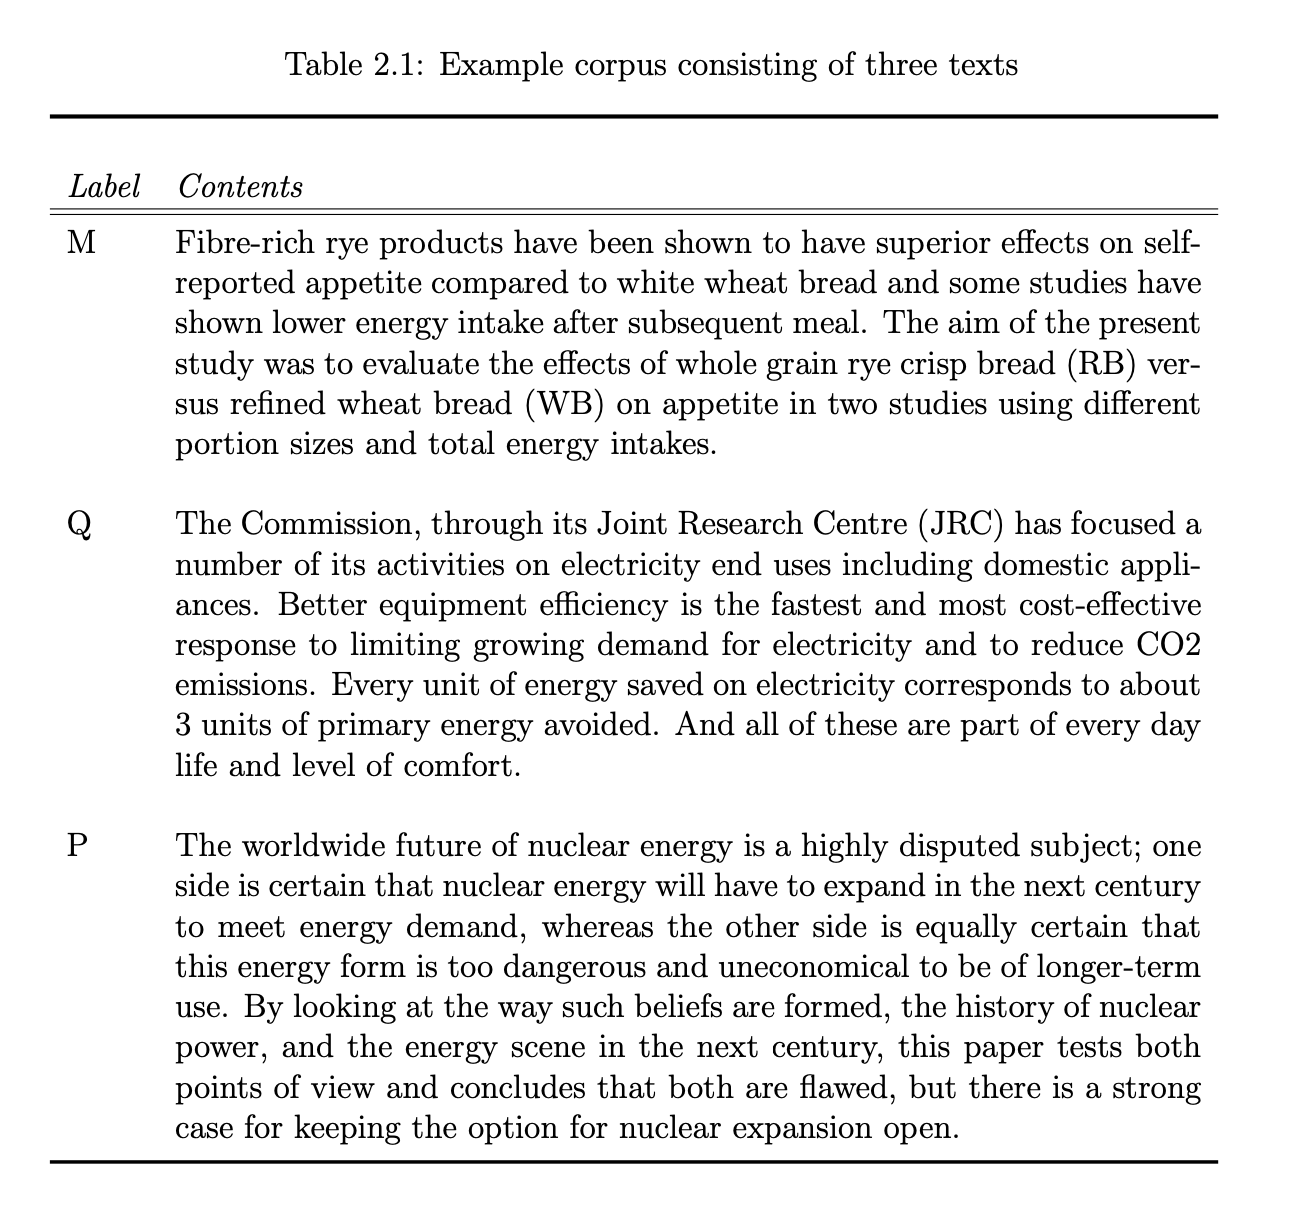 Table 2.1: Example corpus consisting of three texts
Label Contents
M Fibre-rich rye products have been shown to have superior effects on self-
reported appetite compared to white wheat bread and some studies have
shown lower energy intake after subsequent meal. The aim of the present
study was to evaluate the effects of whole grain rye crisp bread (RB) ver-
sus refined wheat bread (WB) on appetite in two studies using different
portion sizes and total energy intakes.
Q The Commission, through its Joint Research Centre (JRC) has focused a
number of its activities on electricity end uses including domestic appli-
ances. Better equipment efficiency is the fastest and most cost-effective
response to limiting growing demand for electricity and to reduce CO2
emissions. Every unit of energy saved on electricity corresponds to about
3 units of primary energy avoided. And all of these are part of every day
life and level of comfort.
P The worldwide future of nuclear energy is a highly disputed subject; one
side is certain that nuclear energy will have to expand in the next century
to meet energy demand, whereas the other side is equally certain that
this energy form is too dangerous and uneconomical to be of longer-term
use. By looking at the way such beliefs are formed, the history of nuclear
power, and the energy scene in the next century, this paper tests both
points of view and concludes that both are flawed, but there is a strong
case for keeping the option for nuclear expansion open.